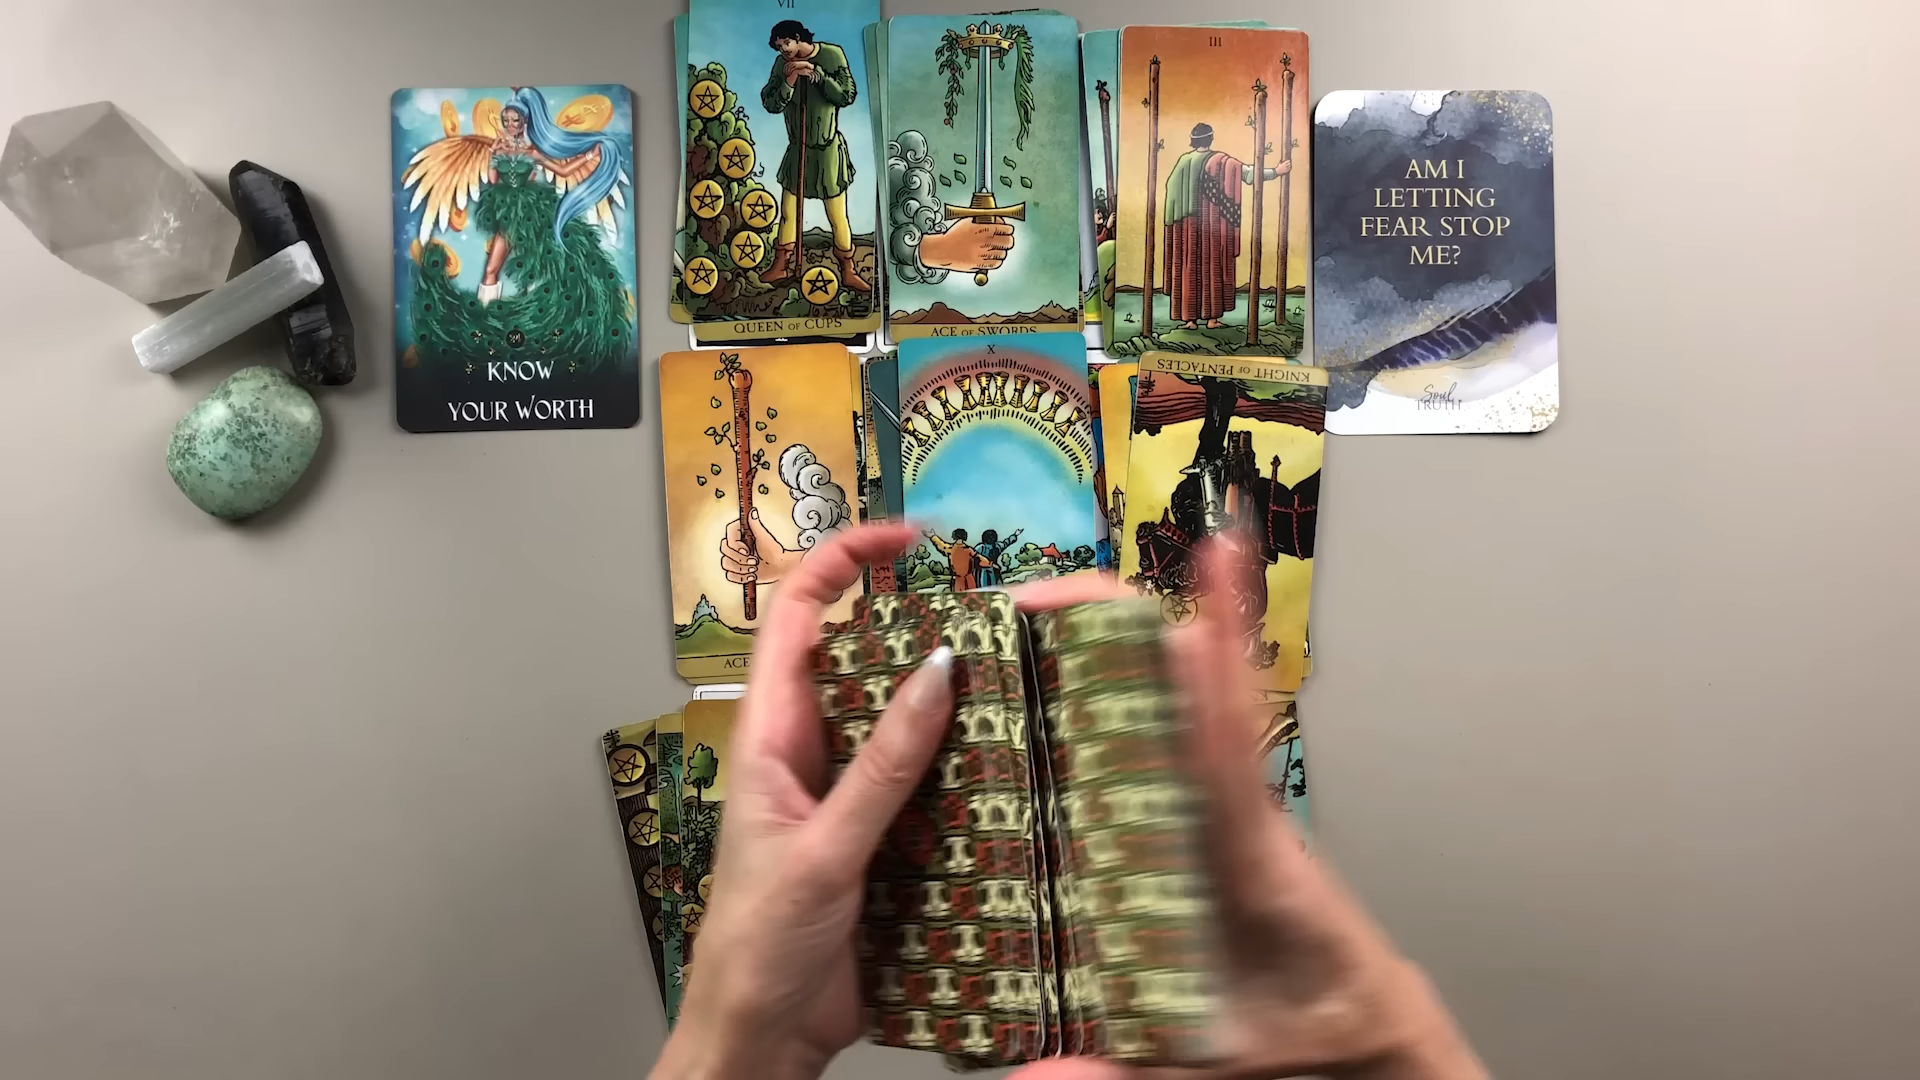 VII
III
AM I
LETTING
FEAR STOP
ME?
Soul
TRUTH
KNOW
YOUR WORTH
QUEEN OF CUPS
ACE OF SWORDS
X
KNIGHT OF PENTACLES
ACE